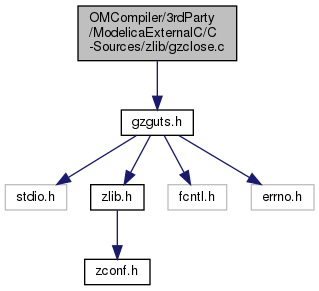 OMCompiler/3rdParty
/ModelicaExternalC/C
-Sources/zlib/gzclose.c
gzguts.h
stdio.h
zlib.h
fcntl.h
errno.h
zconf.h